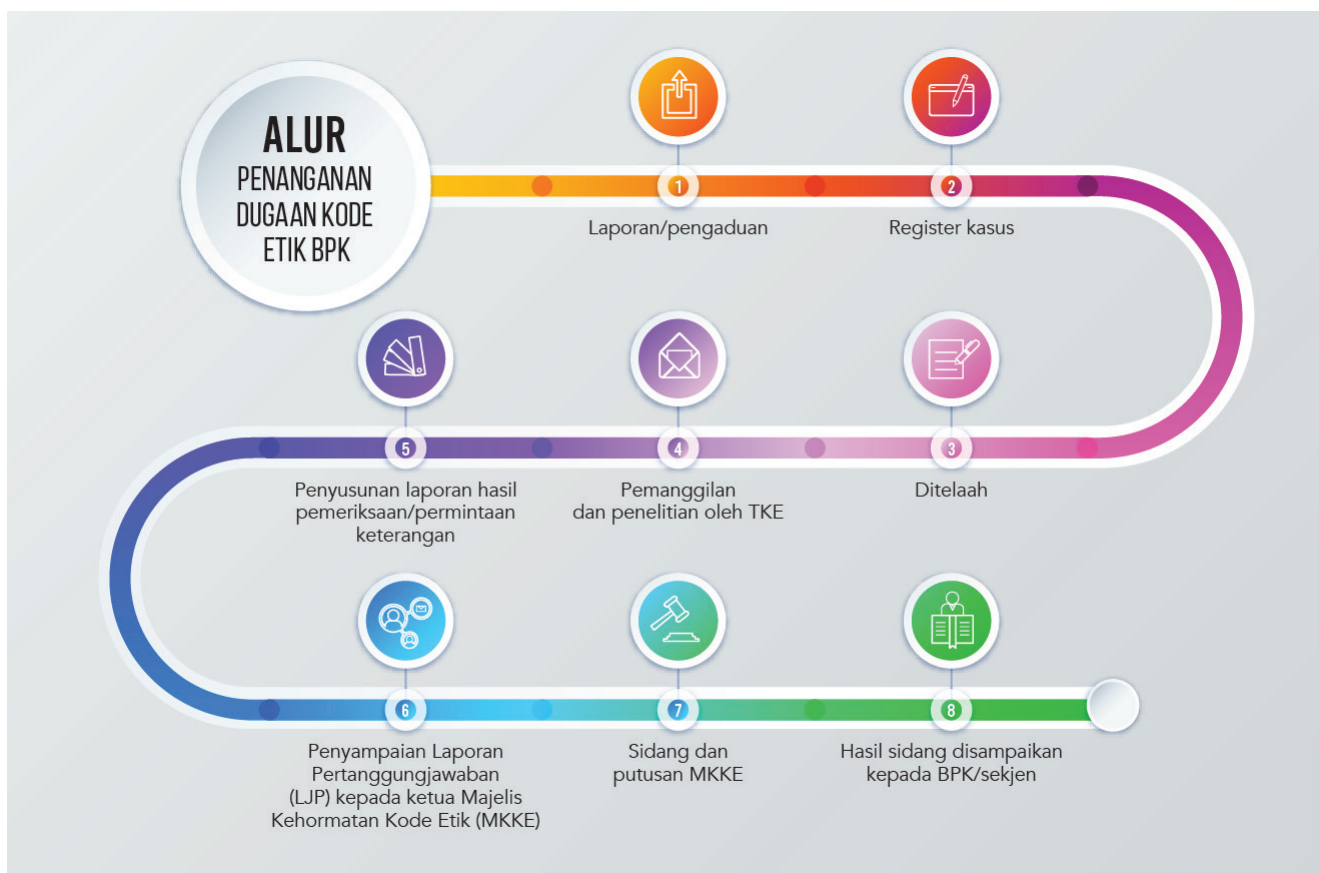 ALUR
PENANGANAN
DUGAAN KODE
ETIK BPK
1
Laporan/pengaduan
2
Register kasus
3
Ditelaah
4
Pemanggilan
dan penelitian oleh TKE
5
Penyusunan laporan hasil
pemeriksaan/permintaan
keterangan
6
Penyampaian Laporan
Pertanggungjawaban
(LJP) kepada ketua Majelis
Kehormatan Kode Etik (MKKE)
7
Sidang dan
putusan MKKE
8
Hasil sidang disampaikan
kepada BPK/sekjen